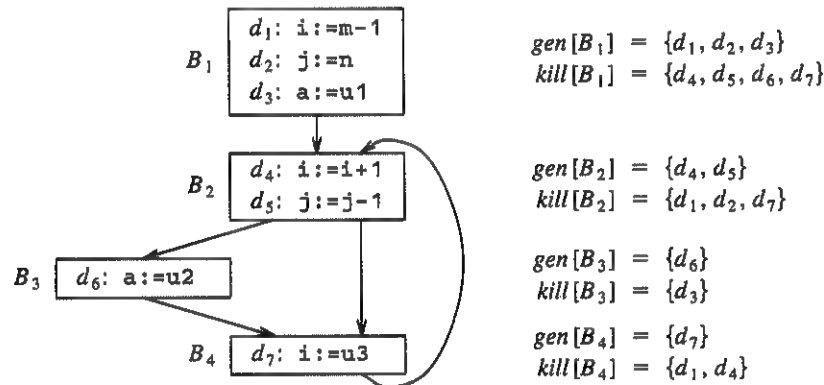 B₁
d₁: i:=m-1
d₂: j:=n
d₃: a:=u1
gen[B₁] = {d₁, d₂, d₃}
kill[B₁] = {d₄, d₅, d₆, d₇}
B₂
d₄: i:=i+1
d₅: j:=j-1
gen[B₂] = {d₄, d₅}
kill[B₂] = {d₁, d₂, d₇}
B₃ d₆: a:=u2
gen[B₃] = {d₆}
kill[B₃] = {d₃}
B₄ d₇: i:=u3
gen[B₄] = {d₇}
kill[B₄] = {d₁, d₄}